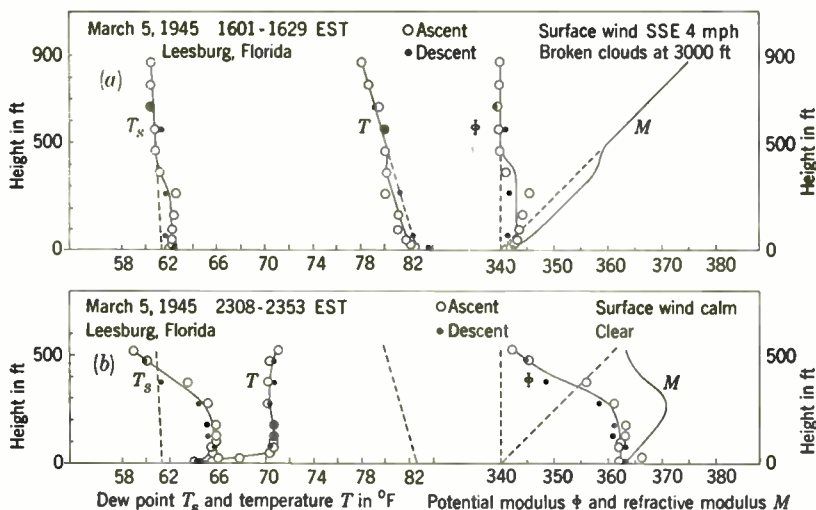 March 5, 1945 1601-1629 EST
Leesburg, Florida
Ascent
Descent
Surface wind SSE 4 mph
Broken clouds at 3000 ft
(a)
900
500
0
Height in ft
T_s
T
Φ
M
900
500
0
Height in ft
58 62 66 70 74 78 82 340 350 360 370 380
March 5, 1945 2308-2353 EST
Leesburg, Florida
Ascent
Descent
Surface wind calm
Clear
(b)
500
0
Height in ft
T_s
T
Φ
M
500
0
Height in ft
58 62 66 70 74 78 82 340 350 360 370 380
Dew point T_s and temperature T in °F
Potential modulus Φ and refractive modulus M